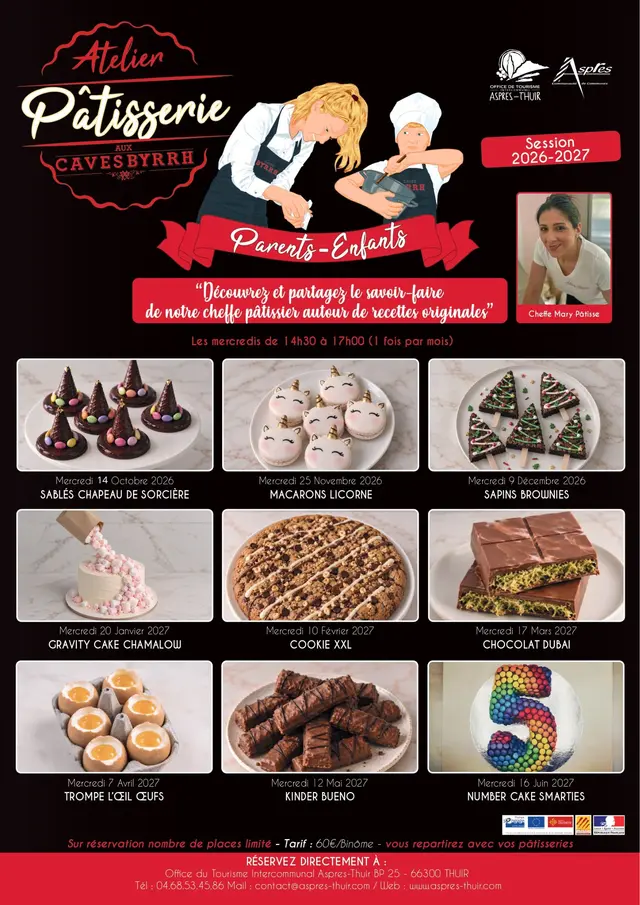 Atelier
Pâtisserie
AUX
CAVES BYRRH
OFFICE DE TOURISME
ASPRES-THUIR
Aspres
Session
2026-2027
BYRRH
Parents-Enfants
"Découvrez et partagez le savoir-faire
de notre cheffe pâtissier autour de recettes originales"
Cheffe Mary Pâtisse
Les mercredis de 14h30 à 17h00 (1 fois par mois)
Mercredi 14 Octobre 2026
SABLÉS CHAPEAU DE SORCIÈRE
Mercredi 25 Novembre 2026
MACARONS LICORNE
Mercredi 9 Décembre 2026
SAPINS BROWNIES
Mercredi 20 Janvier 2027
GRAVITY CAKE CHAMALOW
Mercredi 10 Février 2027
COOKIE XXL
Mercredi 17 Mars 2027
CHOCOLAT DUBAI
Mercredi 7 Avril 2027
TROMPE L'ŒIL ŒUFS
Mercredi 12 Mai 2027
KINDER BUENO
Mercredi 16 Juin 2027
NUMBER CAKE SMARTIES
Sur réservation nombre de places limité - Tarif : 60€/Binôme - vous repartirez avec vos pâtisseries
RÉSERVEZ DIRECTEMENT À :
Office du Tourisme Intercommunal Aspres-Thuir BP 25 - 66300 THUIR
Tél : 04.68.53.45.86 Mail : contact@aspres-thuir.com / Web : www.aspres-thuir.com